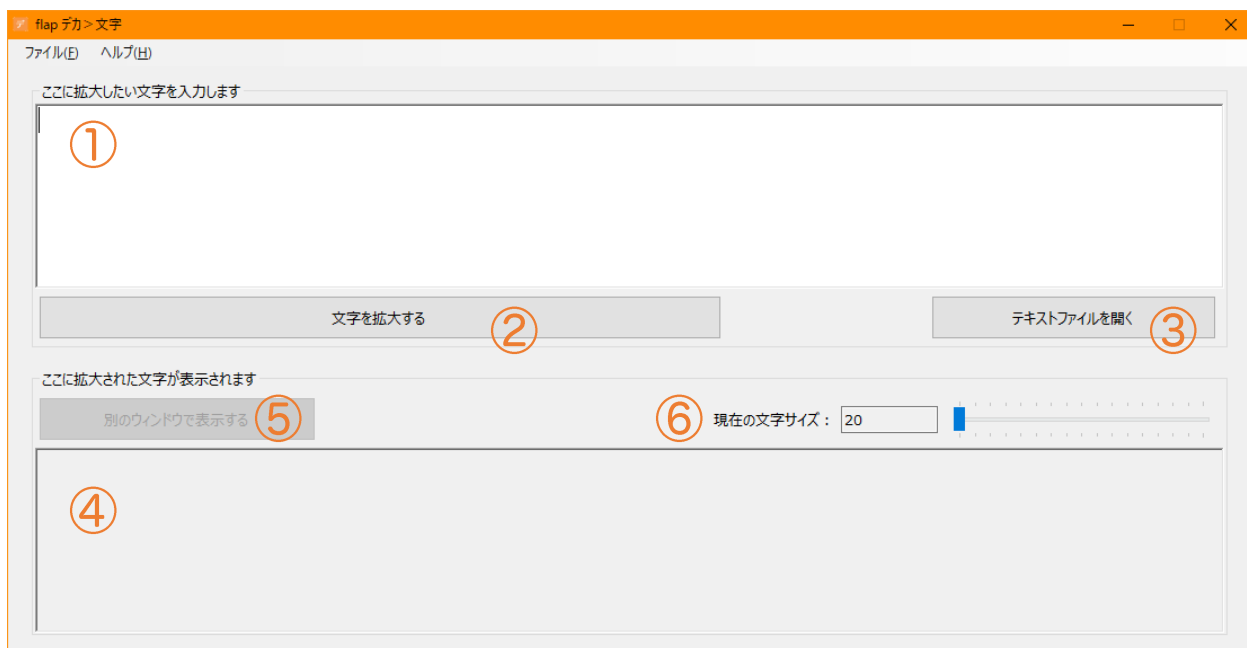 flap デカ＞文字
ファイル(F) ヘルプ(H)
ここに拡大したい文字を入力します
①
文字を拡大する ② テキストファイルを開く ③
ここに拡大された文字が表示されます
別のウィンドウで表示する ⑤ ⑥ 現在の文字サイズ： 20
④